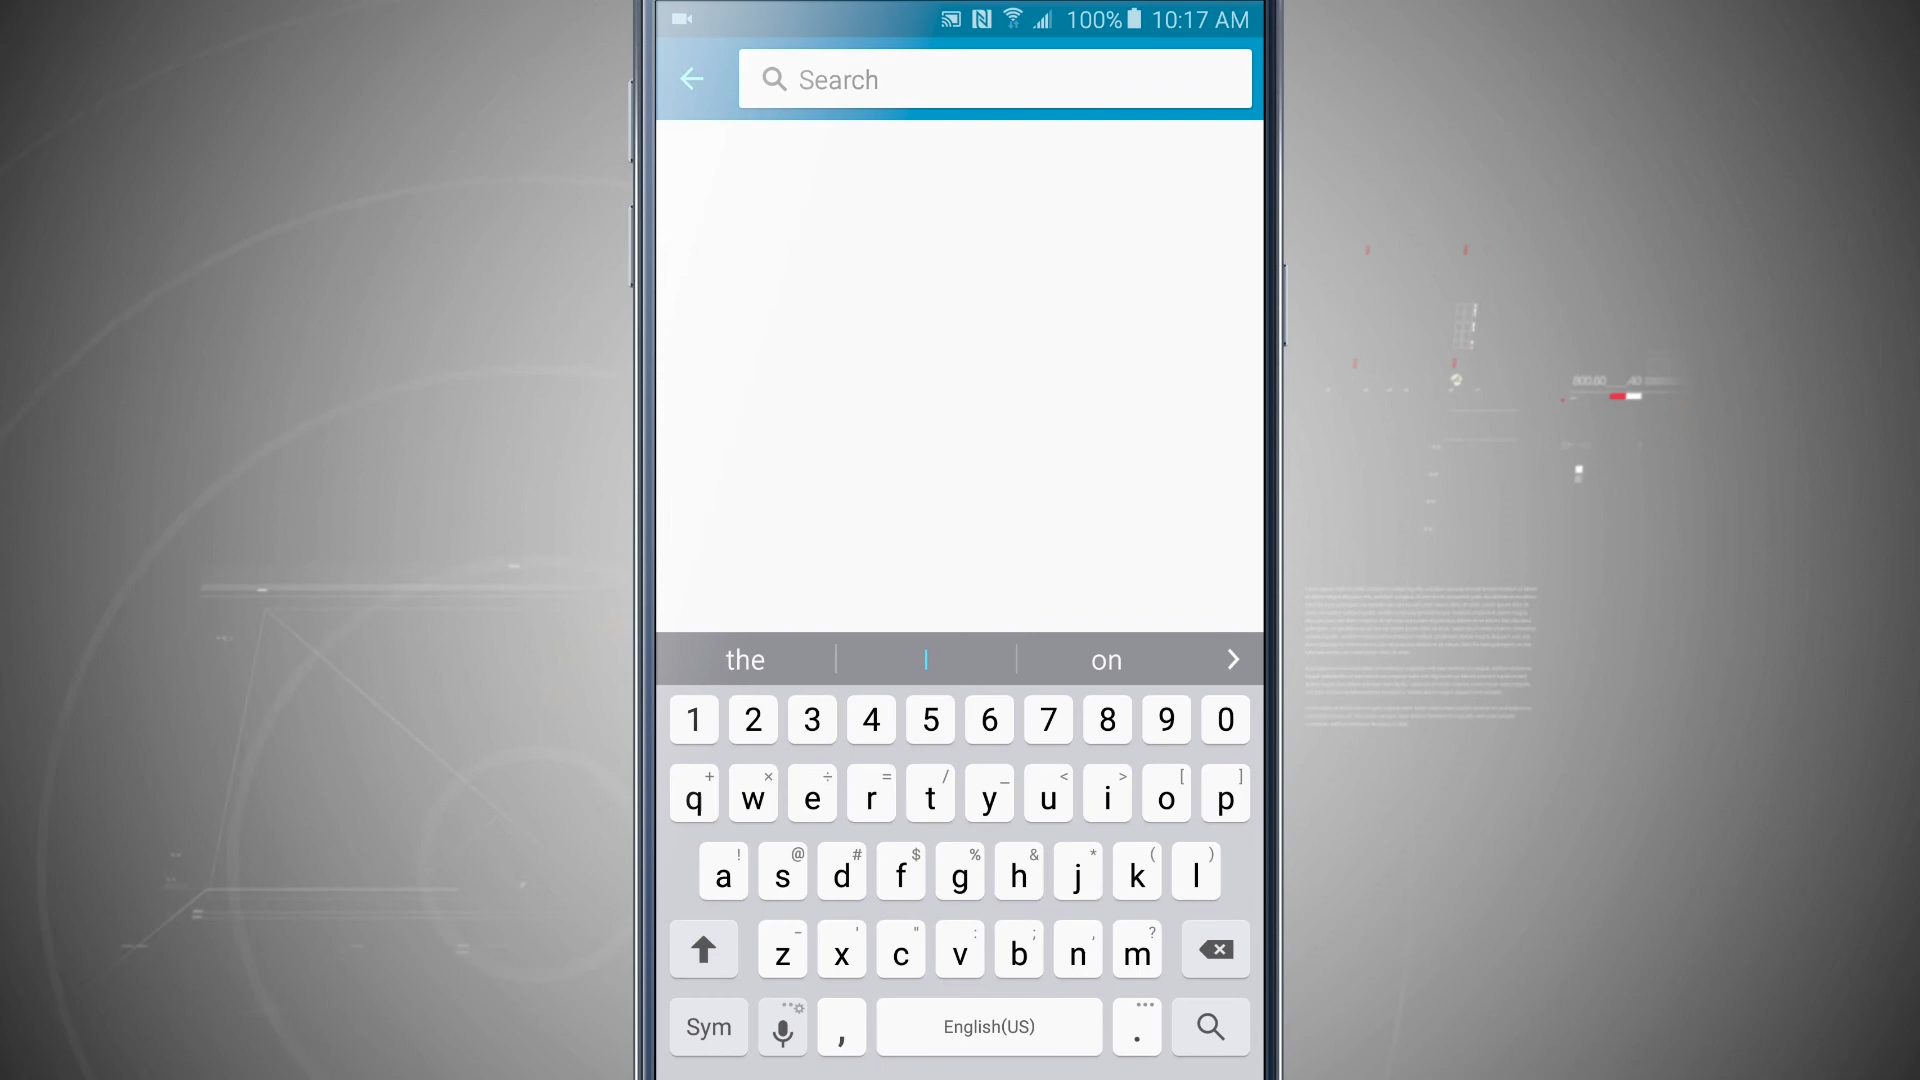 100% 10:17 AM
Search
the I on
1 2 3 4 5 6 7 8 9 0
+ × ÷ = / _ < > [ ]
q w e r t y u i o p
! @ # $ % & * ( )
a s d f g h j k l
- ' " : ; , ?
z x c v b n m
Sym , English(US) .